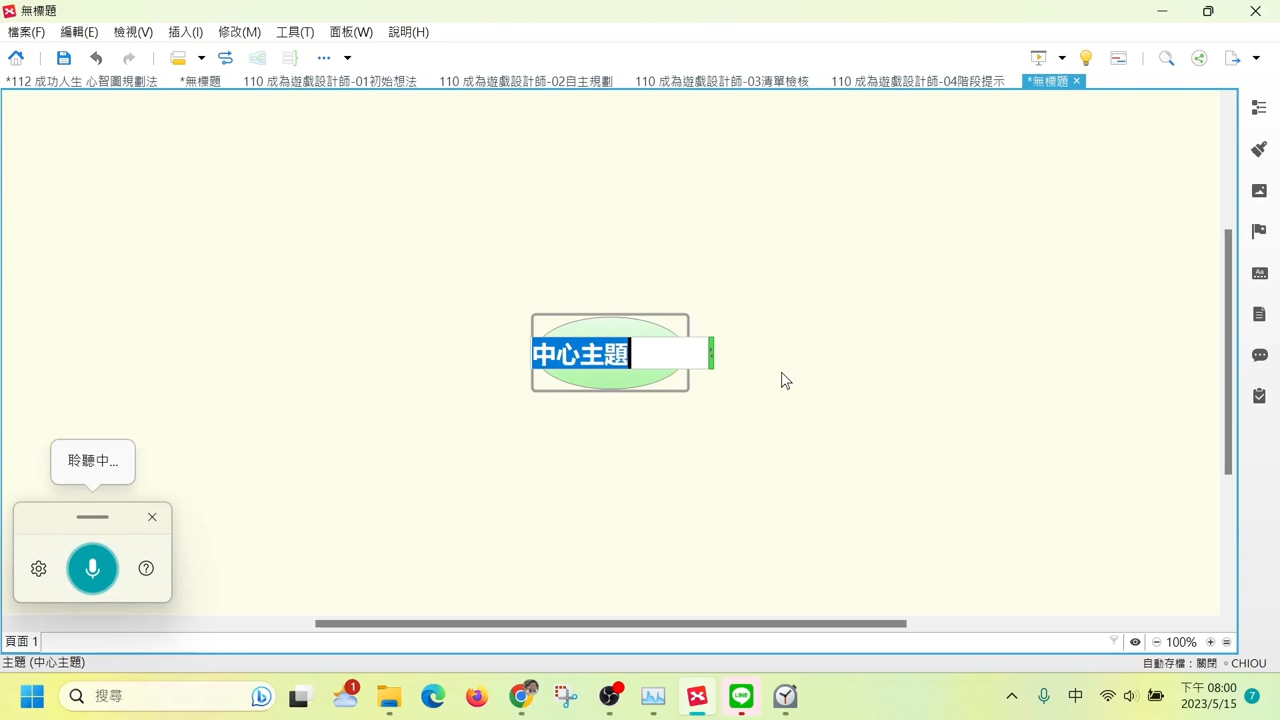 無標題
檔案(F) 編輯(E) 檢視(V) 插入(I) 修改(M) 工具(T) 面板(W) 說明(H)
*112 成功人生 心智圖規劃法 *無標題 110 成為遊戲設計師-01初始想法 110 成為遊戲設計師-02自主規劃 110 成為遊戲設計師-03清單檢核 110 成為遊戲設計師-04階段提示 *無標題
中心主題
聆聽中...
頁面 1
100%
主題 (中心主題)
自動存檔：關閉 CHIOU
搜尋
1
中
下午 08:00
2023/5/15
7
LINE
Aa